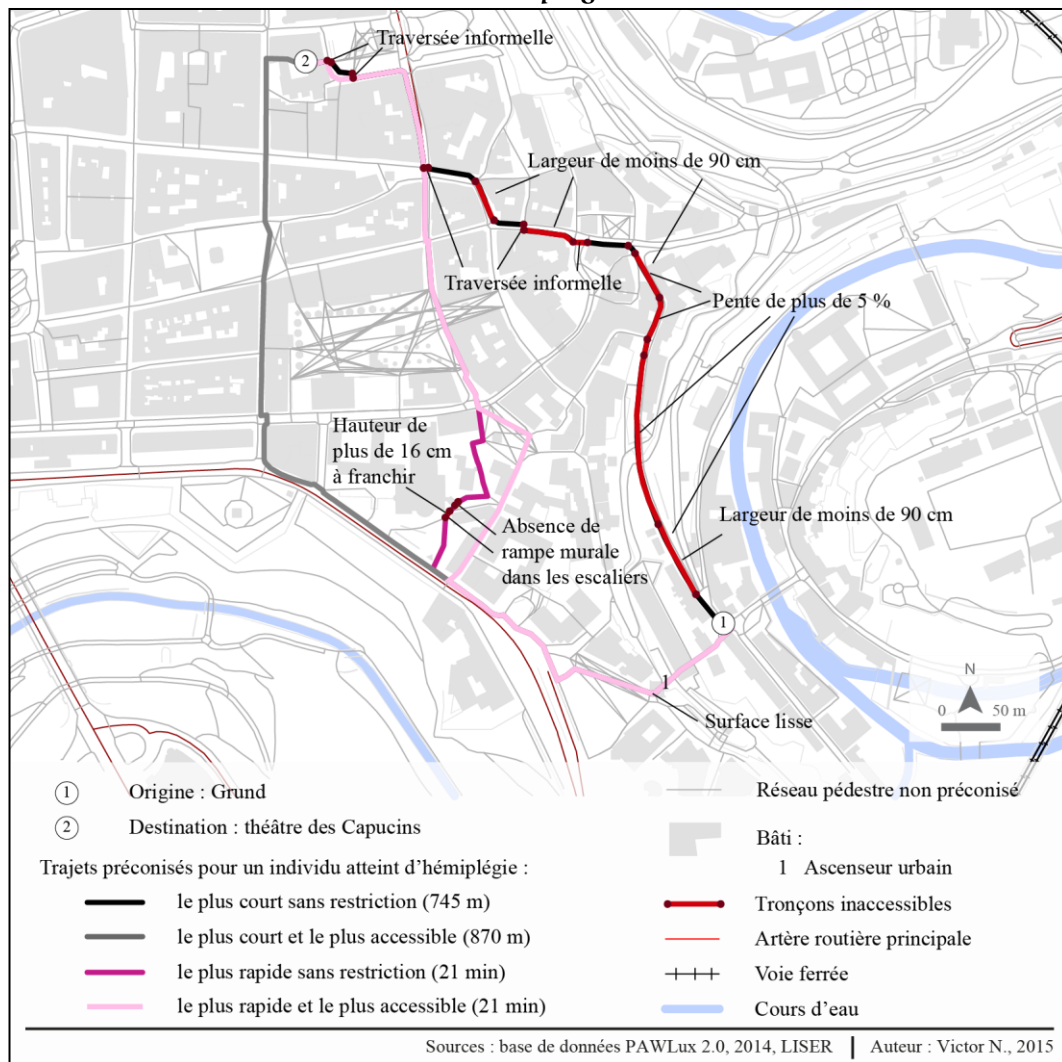 Traversée informelle
2
Largeur de moins de 90 cm
Traversée informelle
Pente de plus de 5 %
Hauteur de
plus de 16 cm
à franchir
Absence de
rampe murale
dans les escaliers
Largeur de moins de 90 cm
1
1
Surface lisse
N
0 50 m
1 Origine : Grund
2 Destination : théâtre des Capucins
Trajets préconisés pour un individu atteint d’hémiplégie :
le plus court sans restriction (745 m)
le plus court et le plus accessible (870 m)
le plus rapide sans restriction (21 min)
le plus rapide et le plus accessible (21 min)
Réseau pédestre non préconisé
Bâti :
1 Ascenseur urbain
Tronçons inaccessibles
Artère routière principale
Voie ferrée
Cours d’eau
Sources : base de données PAWLux 2.0, 2014, LISER | Auteur : Victor N., 2015